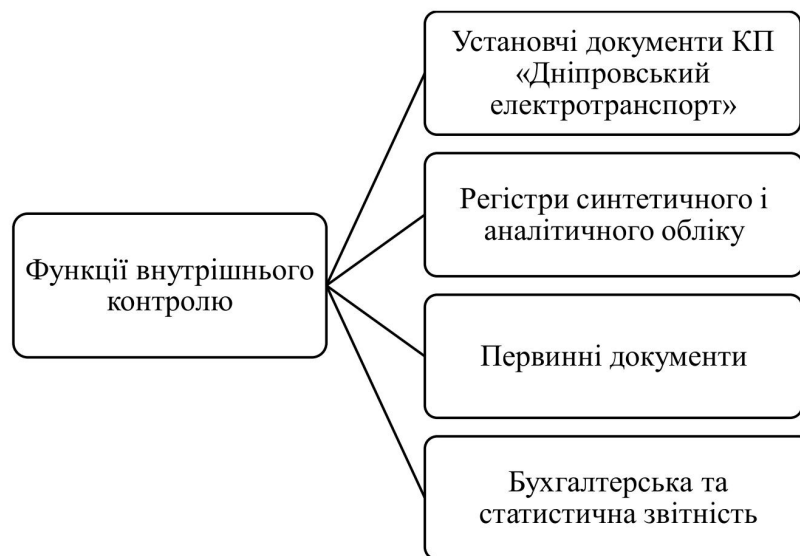 Установчі документи КП
«Дніпровський
електротранспорт»
Регістри синтетичного і
аналітичного обліку
Функції внутрішнього
контролю
Первинні документи
Бухгалтерська та
статистична звітність